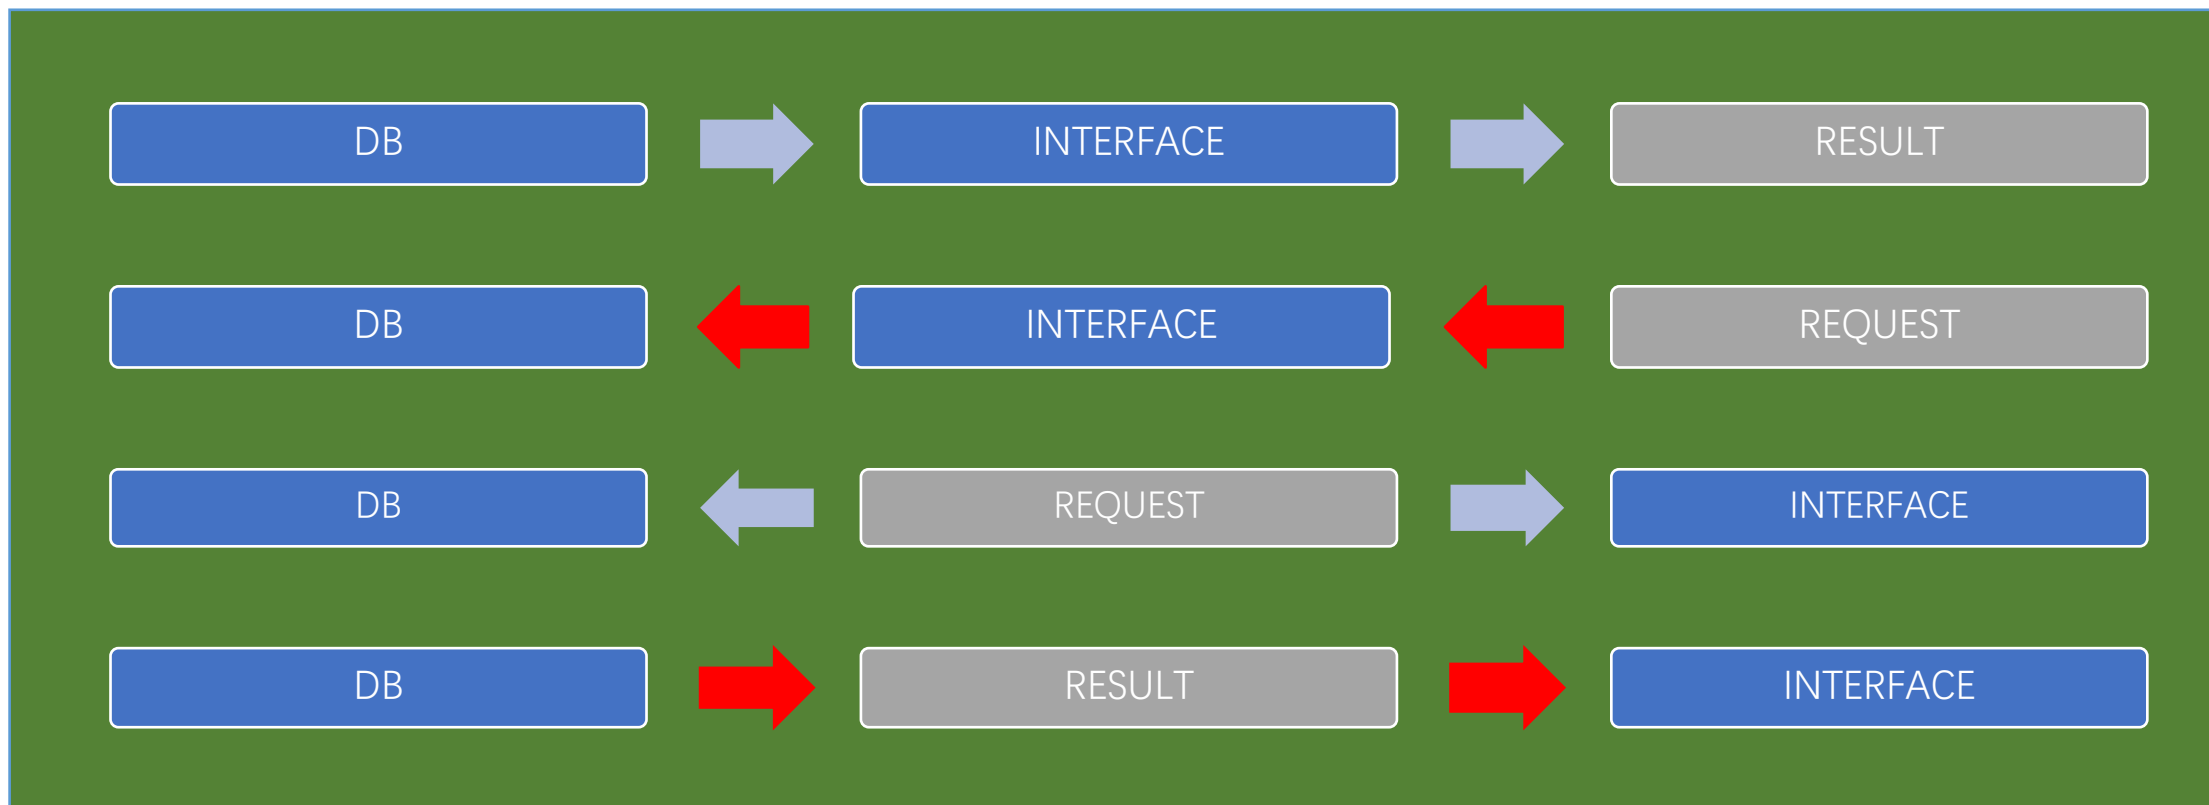 DB
INTERFACE
RESULT
DB
INTERFACE
REQUEST
DB
REQUEST
INTERFACE
DB
RESULT
INTERFACE